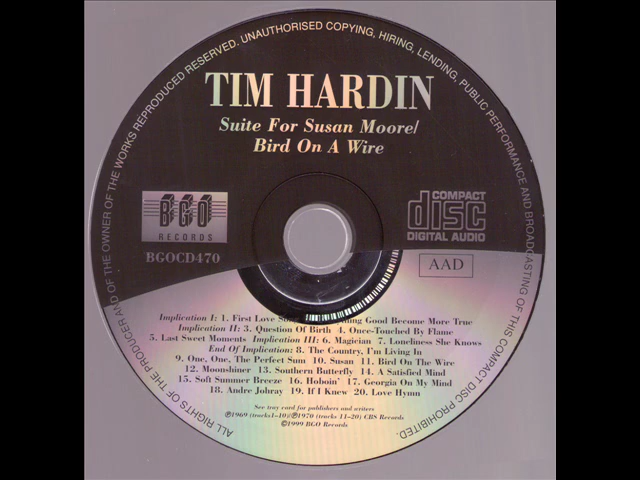 ALL RIGHTS OF THE PRODUCER AND OF THE OWNER OF THE WORKS REPRODUCED RESERVED. UNAUTHORISED COPYING, HIRING, LENDING, PUBLIC PERFORMANCE AND BROADCASTING OF THIS COMPACT DISC PROHIBITED.
TIM HARDIN
Suite For Susan Moore/
Bird On A Wire
BGO
RECORDS
BGOCD470
COMPACT
disc
DIGITAL AUDIO
AAD
Implication I: 1. First Love Good Become More True
Implication II: 3. Question Of Birth 4. Once-Touched By Flame
5. Last Sweet Moments Implication III: 6. Magician 7. Loneliness She Knows
End Of Implication: 8. The Country, I'm Living In
9. One, One, The Perfect Sum 10. Susan 11. Bird On The Wire
12. Moonshiner 13. Southern Butterfly 14. A Satisfied Mind
15. Soft Summer Breeze 16. Hoboin' 17. Georgia On My Mind
18. Andre Johray 19. If I Knew 20. Love Hymn
See tray card for publishers and writers
℗1969 (tracks1-10)/℗1970 (tracks 11-20) CBS Records
©1999 BGO Records